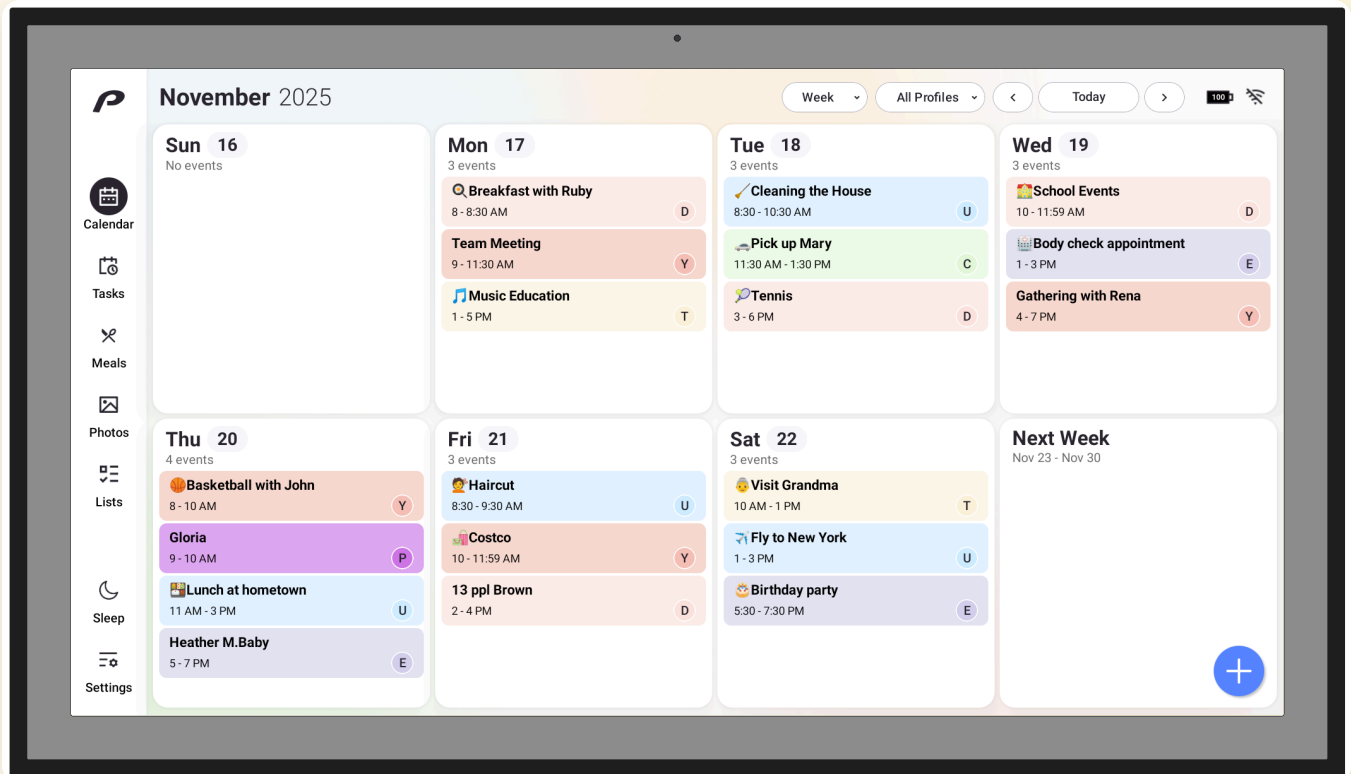 November 2025
Week
All Profiles
Today
100
Calendar
Tasks
Meals
Photos
Lists
Sleep
Settings
Sun 16
No events
Mon 17
3 events
Breakfast with Ruby
8 - 8:30 AM
D
Team Meeting
9 - 11:30 AM
Y
Music Education
1 - 5 PM
T
Tue 18
3 events
Cleaning the House
8:30 - 10:30 AM
U
Pick up Mary
11:30 AM - 1:30 PM
C
Tennis
3 - 6 PM
D
Wed 19
3 events
School Events
10 - 11:59 AM
D
Body check appointment
1 - 3 PM
E
Gathering with Rena
4 - 7 PM
Y
Thu 20
4 events
Basketball with John
8 - 10 AM
Y
Gloria
9 - 10 AM
P
Lunch at hometown
11 AM - 3 PM
U
Heather M.Baby
5 - 7 PM
E
Fri 21
3 events
Haircut
8:30 - 9:30 AM
U
Costco
10 - 11:59 AM
Y
13 ppl Brown
2 - 4 PM
D
Sat 22
3 events
Visit Grandma
10 AM - 1 PM
T
Fly to New York
1 - 3 PM
U
Birthday party
5:30 - 7:30 PM
E
Next Week
Nov 23 - Nov 30